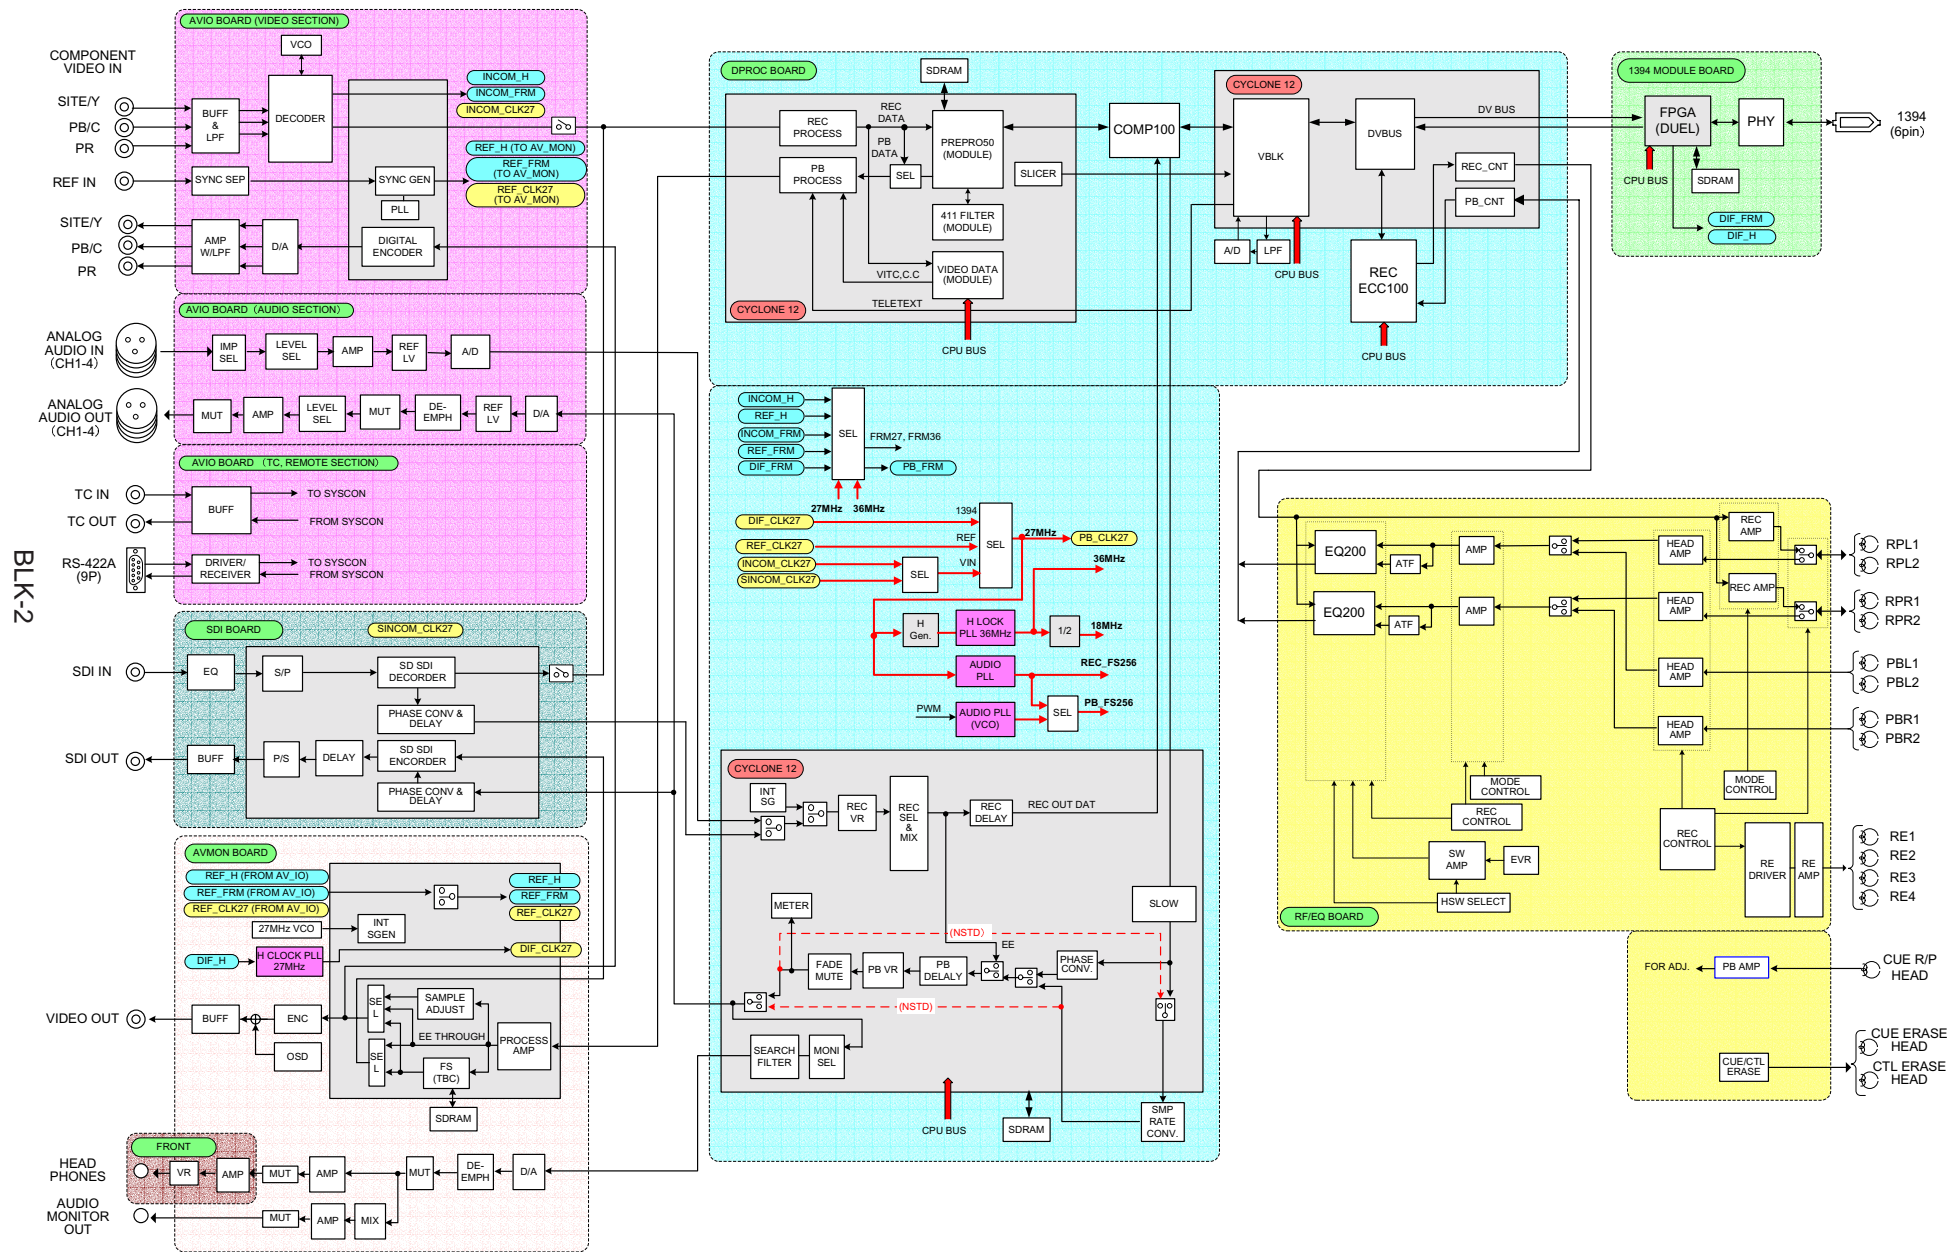 BLK-2
AVIO BOARD (VIDEO SECTION)
COMPONENT
VIDEO IN
SITE/Y
PB/C
PR
REF IN
SITE/Y
PB/C
PR
VCO
BUFF
&
LPF
DECODER
INCOM_H
INCOM_FRM
INCOM_CLK27
REF_H (TO AV_MON)
REF_FRM
(TO AV_MON)
REF_CLK27
(TO AV_MON)
SYNC SEP
SYNC GEN
PLL
AMP
W/LPF
D/A
DIGITAL
ENCODER
AVIO BOARD (AUDIO SECTION)
ANALOG
AUDIO IN
(CH1-4)
IMP
SEL
LEVEL
SEL
AMP
REF
LV
A/D
ANALOG
AUDIO OUT
(CH1-4)
MUT
AMP
LEVEL
SEL
MUT
DE-
EMPH
REF
LV
D/A
AVIO BOARD (TC, REMOTE SECTION)
TC IN
TC OUT
BUFF
TO SYSCON
FROM SYSCON
RS-422A
(9P)
DRIVER/
RECEIVER
TO SYSCON
FROM SYSCON
SDI BOARD
SINCOM_CLK27
SDI IN
EQ
S/P
SD SDI
DECORDER
PHASE CONV &
DELAY
SDI OUT
BUFF
P/S
DELAY
SD SDI
ENCORDER
PHASE CONV &
DELAY
AVMON BOARD
REF_H (FROM AV_IO)
REF_FRM (FROM AV_IO)
REF_CLK27 (FROM AV_IO)
REF_H
REF_FRM
REF_CLK27
27MHz VCO
INT
SGEN
DIF_H
H CLOCK PLL
27MHz
DIF_CLK27
VIDEO OUT
BUFF
ENC
OSD
SE
L
SE
L
SAMPLE
ADJUST
EE THROUGH
FS
(TBC)
PROCESS
AMP
SDRAM
FRONT
HEAD
PHONES
VR
AMP
MUT
AMP
MUT
DE-
EMPH
D/A
AUDIO
MONITOR
OUT
MUT
AMP
MIX
DPROC BOARD
SDRAM
REC
PROCESS
REC
DATA
PB
DATA
PREPRO50
(MODULE)
PB
PROCESS
SEL
411 FILTER
(MODULE)
VIDEO DATA
(MODULE)
VITC,C.C
TELETEXT
CYCLONE 12
CPU BUS
SLICER
COMP100
CYCLONE 12
VBLK
DVBUS
DV BUS
REC_CNT
PB_CNT
A/D
LPF
CPU BUS
REC
ECC100
CPU BUS
1394 MODULE BOARD
FPGA
(DUEL)
PHY
1394
(6pin)
CPU BUS
SDRAM
DIF_FRM
DIF_H
INCOM_H
REF_H
INCOM_FRM
REF_FRM
DIF_FRM
SEL
FRM27, FRM36
PB_FRM
27MHz
36MHz
DIF_CLK27
REF_CLK27
INCOM_CLK27
SINCOM_CLK27
1394
REF
VIN
SEL
SEL
27MHz
PB_CLK27
36MHz
H
Gen.
H LOCK
PLL 36MHz
1/2
18MHz
AUDIO
PLL
REC_FS256
PWM
AUDIO PLL
(VCO)
SEL
PB_FS256
CYCLONE 12
INT
SG
REC
VR
REC
SEL
&
MIX
REC
DELAY
REC OUT DAT
METER
SLOW
(NSTD)
EE
FADE
MUTE
PB VR
PB
DELALY
PHASE
CONV.
(NSTD)
SEARCH
FILTER
MONI
SEL
CPU BUS
SDRAM
SMP
RATE
CONV.
RF/EQ BOARD
EQ200
ATF
AMP
HEAD
AMP
REC
AMP
RPL1
RPL2
EQ200
ATF
AMP
HEAD
AMP
REC AMP
RPR1
RPR2
HEAD
AMP
PBL1
PBL2
HEAD
AMP
PBR1
PBR2
MODE
CONTROL
REC
CONTROL
MODE
CONTROL
REC
CONTROL
SW
AMP
EVR
HSW SELECT
RE
DRIVER
RE
AMP
RE1
RE2
RE3
RE4
FOR ADJ.
PB AMP
CUE R/P
HEAD
CUE/CTL
ERASE
CUE ERASE
HEAD
CTL ERASE
HEAD